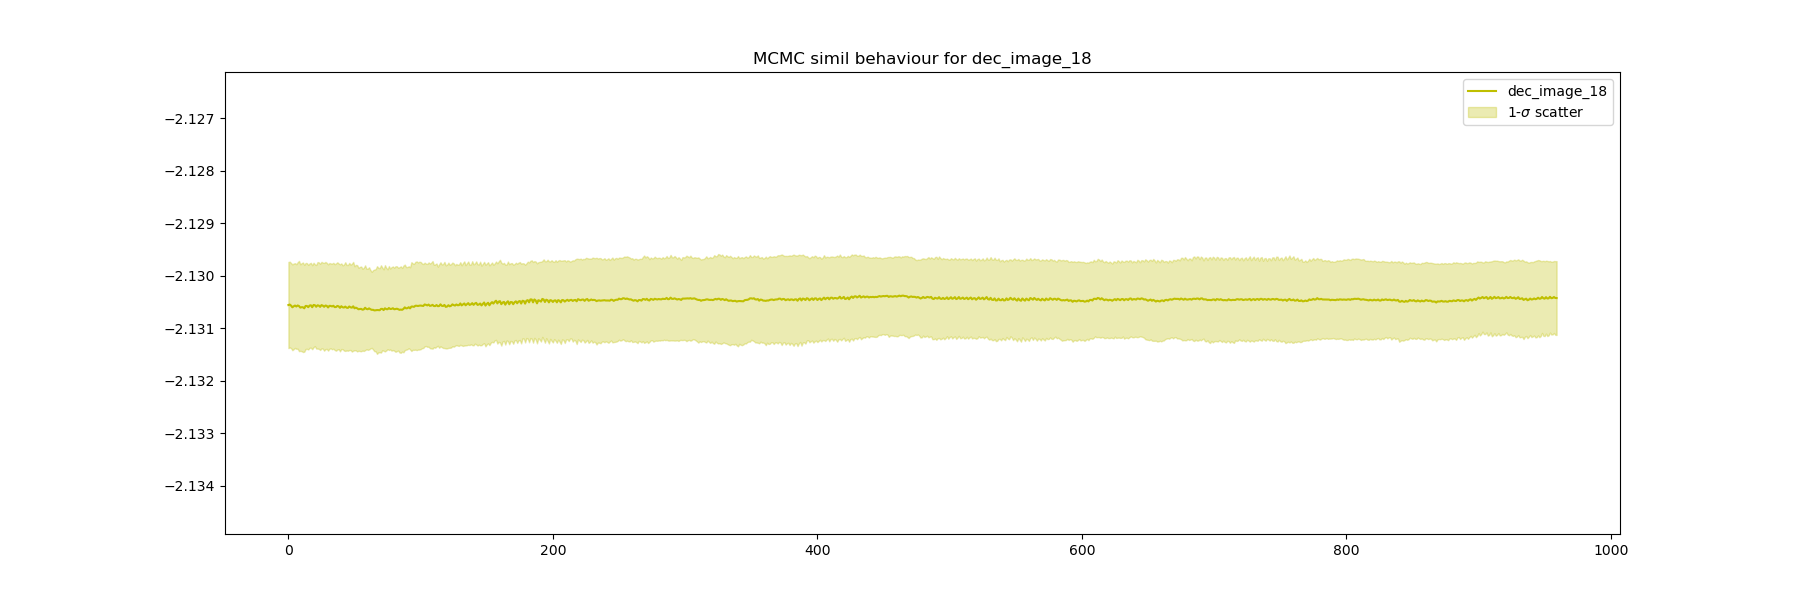 MCMC simil behaviour for dec_image_18
dec_image_18
1-σ scatter
−2.127
−2.128
−2.129
−2.130
−2.131
−2.132
−2.133
−2.134
0 200 400 600 800 1000